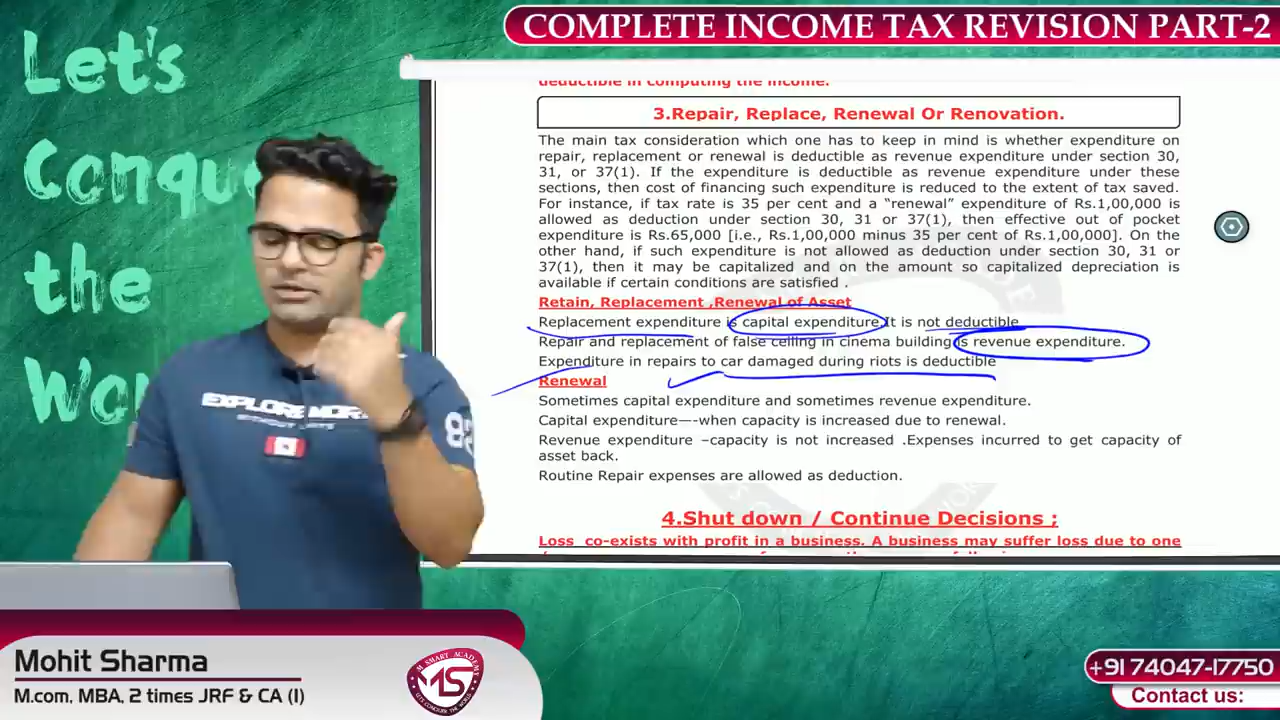 COMPLETE INCOME TAX REVISION PART-2
Let's
Conque
the
Wor
deductible in computing the income.
3.Repair, Replace, Renewal Or Renovation.
The main tax consideration which one has to keep in mind is whether expenditure on
repair, replacement or renewal is deductible as revenue expenditure under section 30,
31, or 37(1). If the expenditure is deductible as revenue expenditure under these
sections, then cost of financing such expenditure is reduced to the extent of tax saved.
For instance, if tax rate is 35 per cent and a “renewal” expenditure of Rs.1,00,000 is
allowed as deduction under section 30, 31 or 37(1), then effective out of pocket
expenditure is Rs.65,000 [i.e., Rs.1,00,000 minus 35 per cent of Rs.1,00,000]. On the
other hand, if such expenditure is not allowed as deduction under section 30, 31 or
37(1), then it may be capitalized and on the amount so capitalized depreciation is
available if certain conditions are satisfied .
Retain, Replacement ,Renewal of Asset
Replacement expenditure is capital expenditure.It is not deductible
Repair and replacement of false ceiling in cinema building is revenue expenditure.
Expenditure in repairs to car damaged during riots is deductible
Renewal
Sometimes capital expenditure and sometimes revenue expenditure.
Capital expenditure—-when capacity is increased due to renewal.
Revenue expenditure –capacity is not increased .Expenses incurred to get capacity of
asset back.
Routine Repair expenses are allowed as deduction.
4.Shut down / Continue Decisions ;
Loss co-exists with profit in a business. A business may suffer loss due to one
EXPLORE MORE
WITHOUT LIMITS
Mohit Sharma
M.com, MBA, 2 times JRF & CA (I)
M SMART ACADEMY
MS
+91 74047-17750
Contact us: